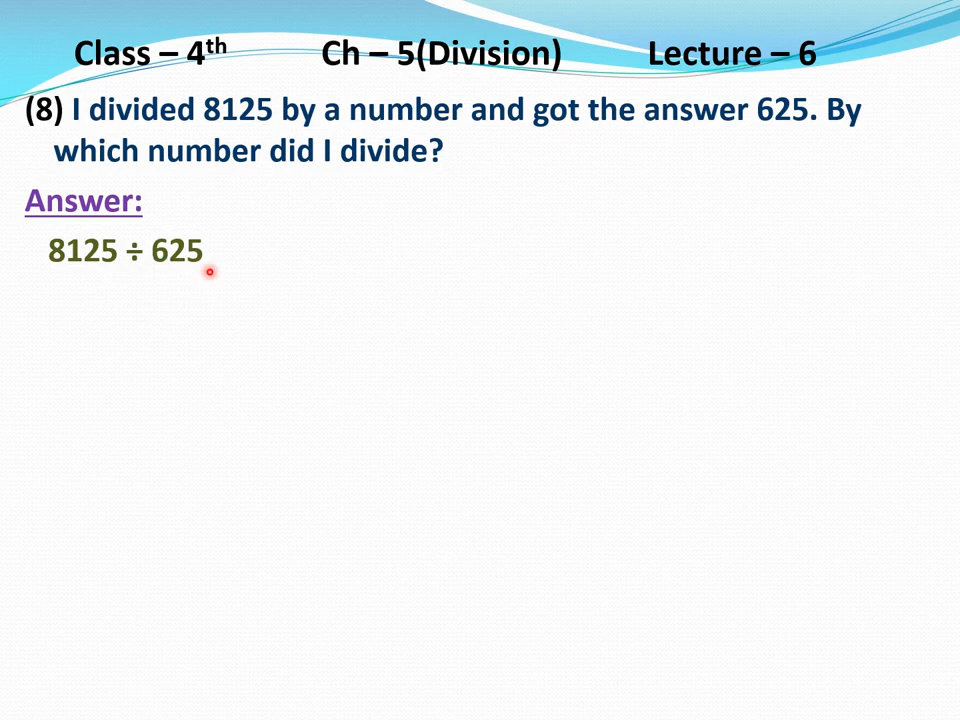 Class – 4th Ch – 5(Division) Lecture – 6
(8) I divided 8125 by a number and got the answer 625. By
which number did I divide?
Answer:
8125 ÷ 625